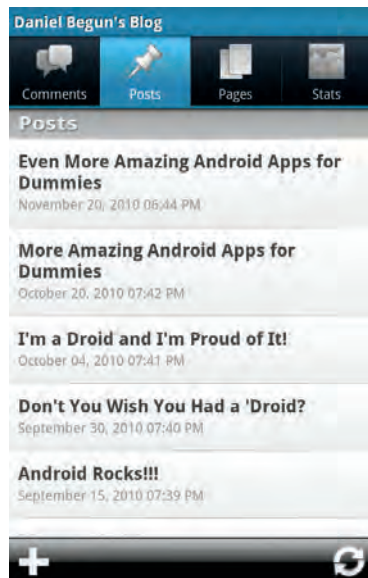 Daniel Begun's Blog
Comments
Posts
Pages
Stats
Posts
Even More Amazing Android Apps for
Dummies
November 20, 2010 06:44 PM
More Amazing Android Apps for
Dummies
October 20, 2010 07:42 PM
I'm a Droid and I'm Proud of It!
October 04, 2010 07:41 PM
Don't You Wish You Had a 'Droid?
September 30, 2010 07:40 PM
Android Rocks!!!
September 15, 2010 07:39 PM